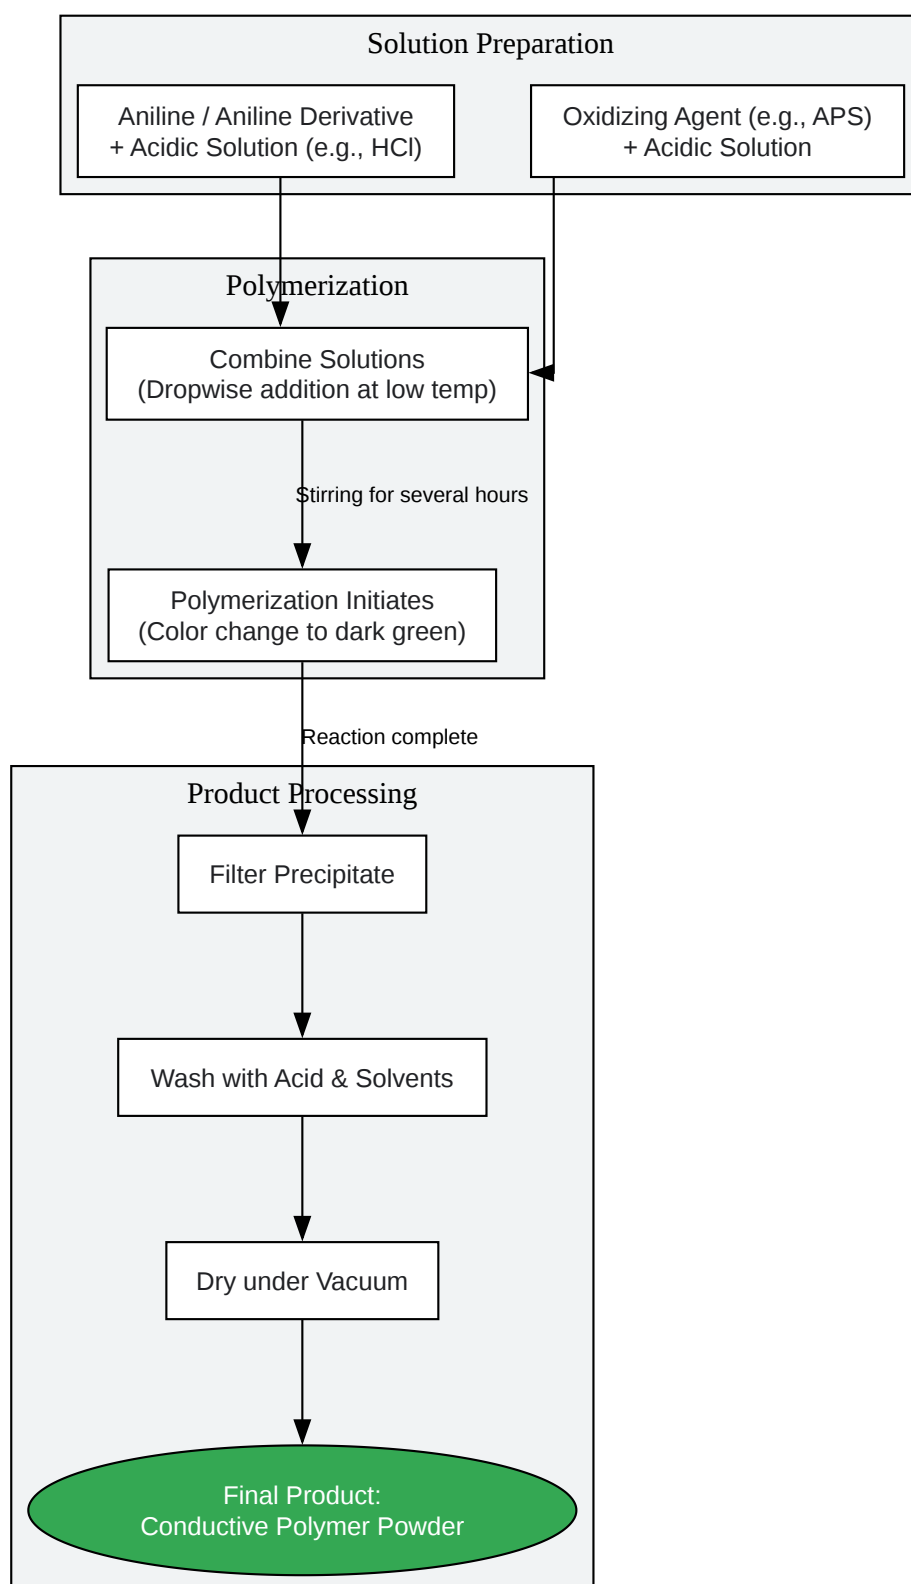 Solution Preparation
Aniline / Aniline Derivative
+ Acidic Solution (e.g., HCl)
Oxidizing Agent (e.g., APS)
+ Acidic Solution
Polymerization
Combine Solutions
(Dropwise addition at low temp)
Stirring for several hours
Polymerization Initiates
(Color change to dark green)
Reaction complete
Product Processing
Filter Precipitate
Wash with Acid & Solvents
Dry under Vacuum
Final Product:
Conductive Polymer Powder